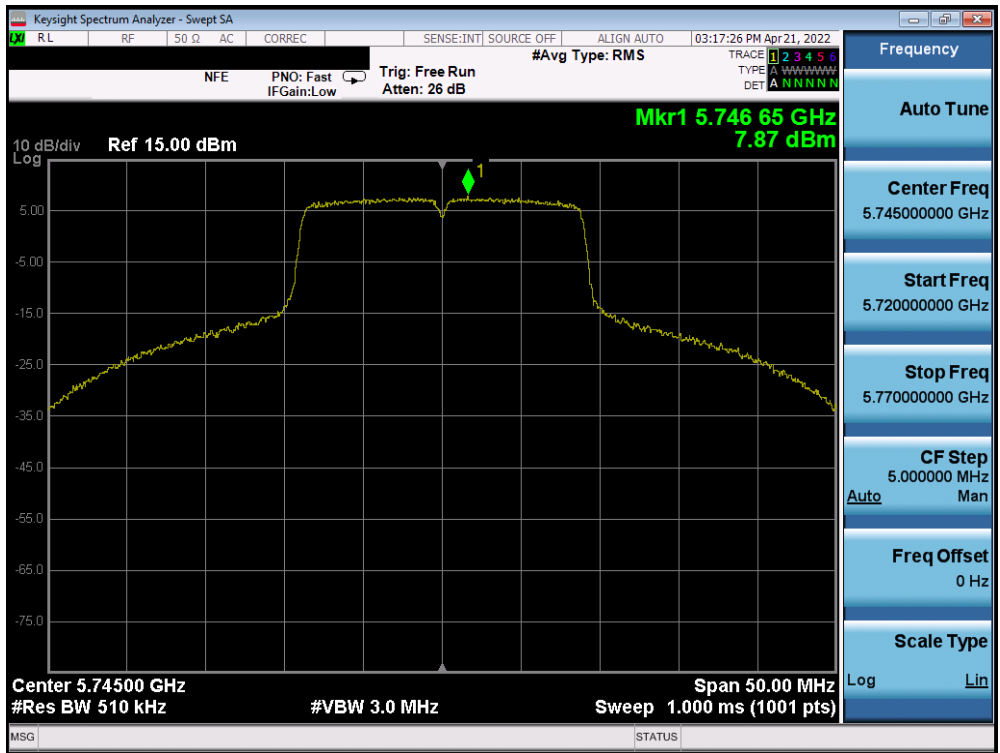 Keysight Spectrum Analyzer - Swept SA
LXI RL RF 50 Ω AC CORREC SENSE:INT SOURCE OFF ALIGN AUTO 03:17:26 PM Apr 21, 2022
#Avg Type: RMS
TRACE 1 2 3 4 5 6
TYPE A WWWWW
DET A N N N N N
NFE PNO: Fast Trig: Free Run
IFGain:Low Atten: 26 dB
Mkr1 5.746 65 GHz
7.87 dBm
10 dB/div Ref 15.00 dBm
Log
1
5.00
-5.00
-15.0
-25.0
-35.0
-45.0
-55.0
-65.0
-75.0
Center 5.74500 GHz Span 50.00 MHz
#Res BW 510 kHz #VBW 3.0 MHz Sweep 1.000 ms (1001 pts)
MSG STATUS
Frequency
Auto Tune
Center Freq
5.745000000 GHz
Start Freq
5.720000000 GHz
Stop Freq
5.770000000 GHz
CF Step
5.000000 MHz
Auto Man
Freq Offset
0 Hz
Scale Type
Log Lin